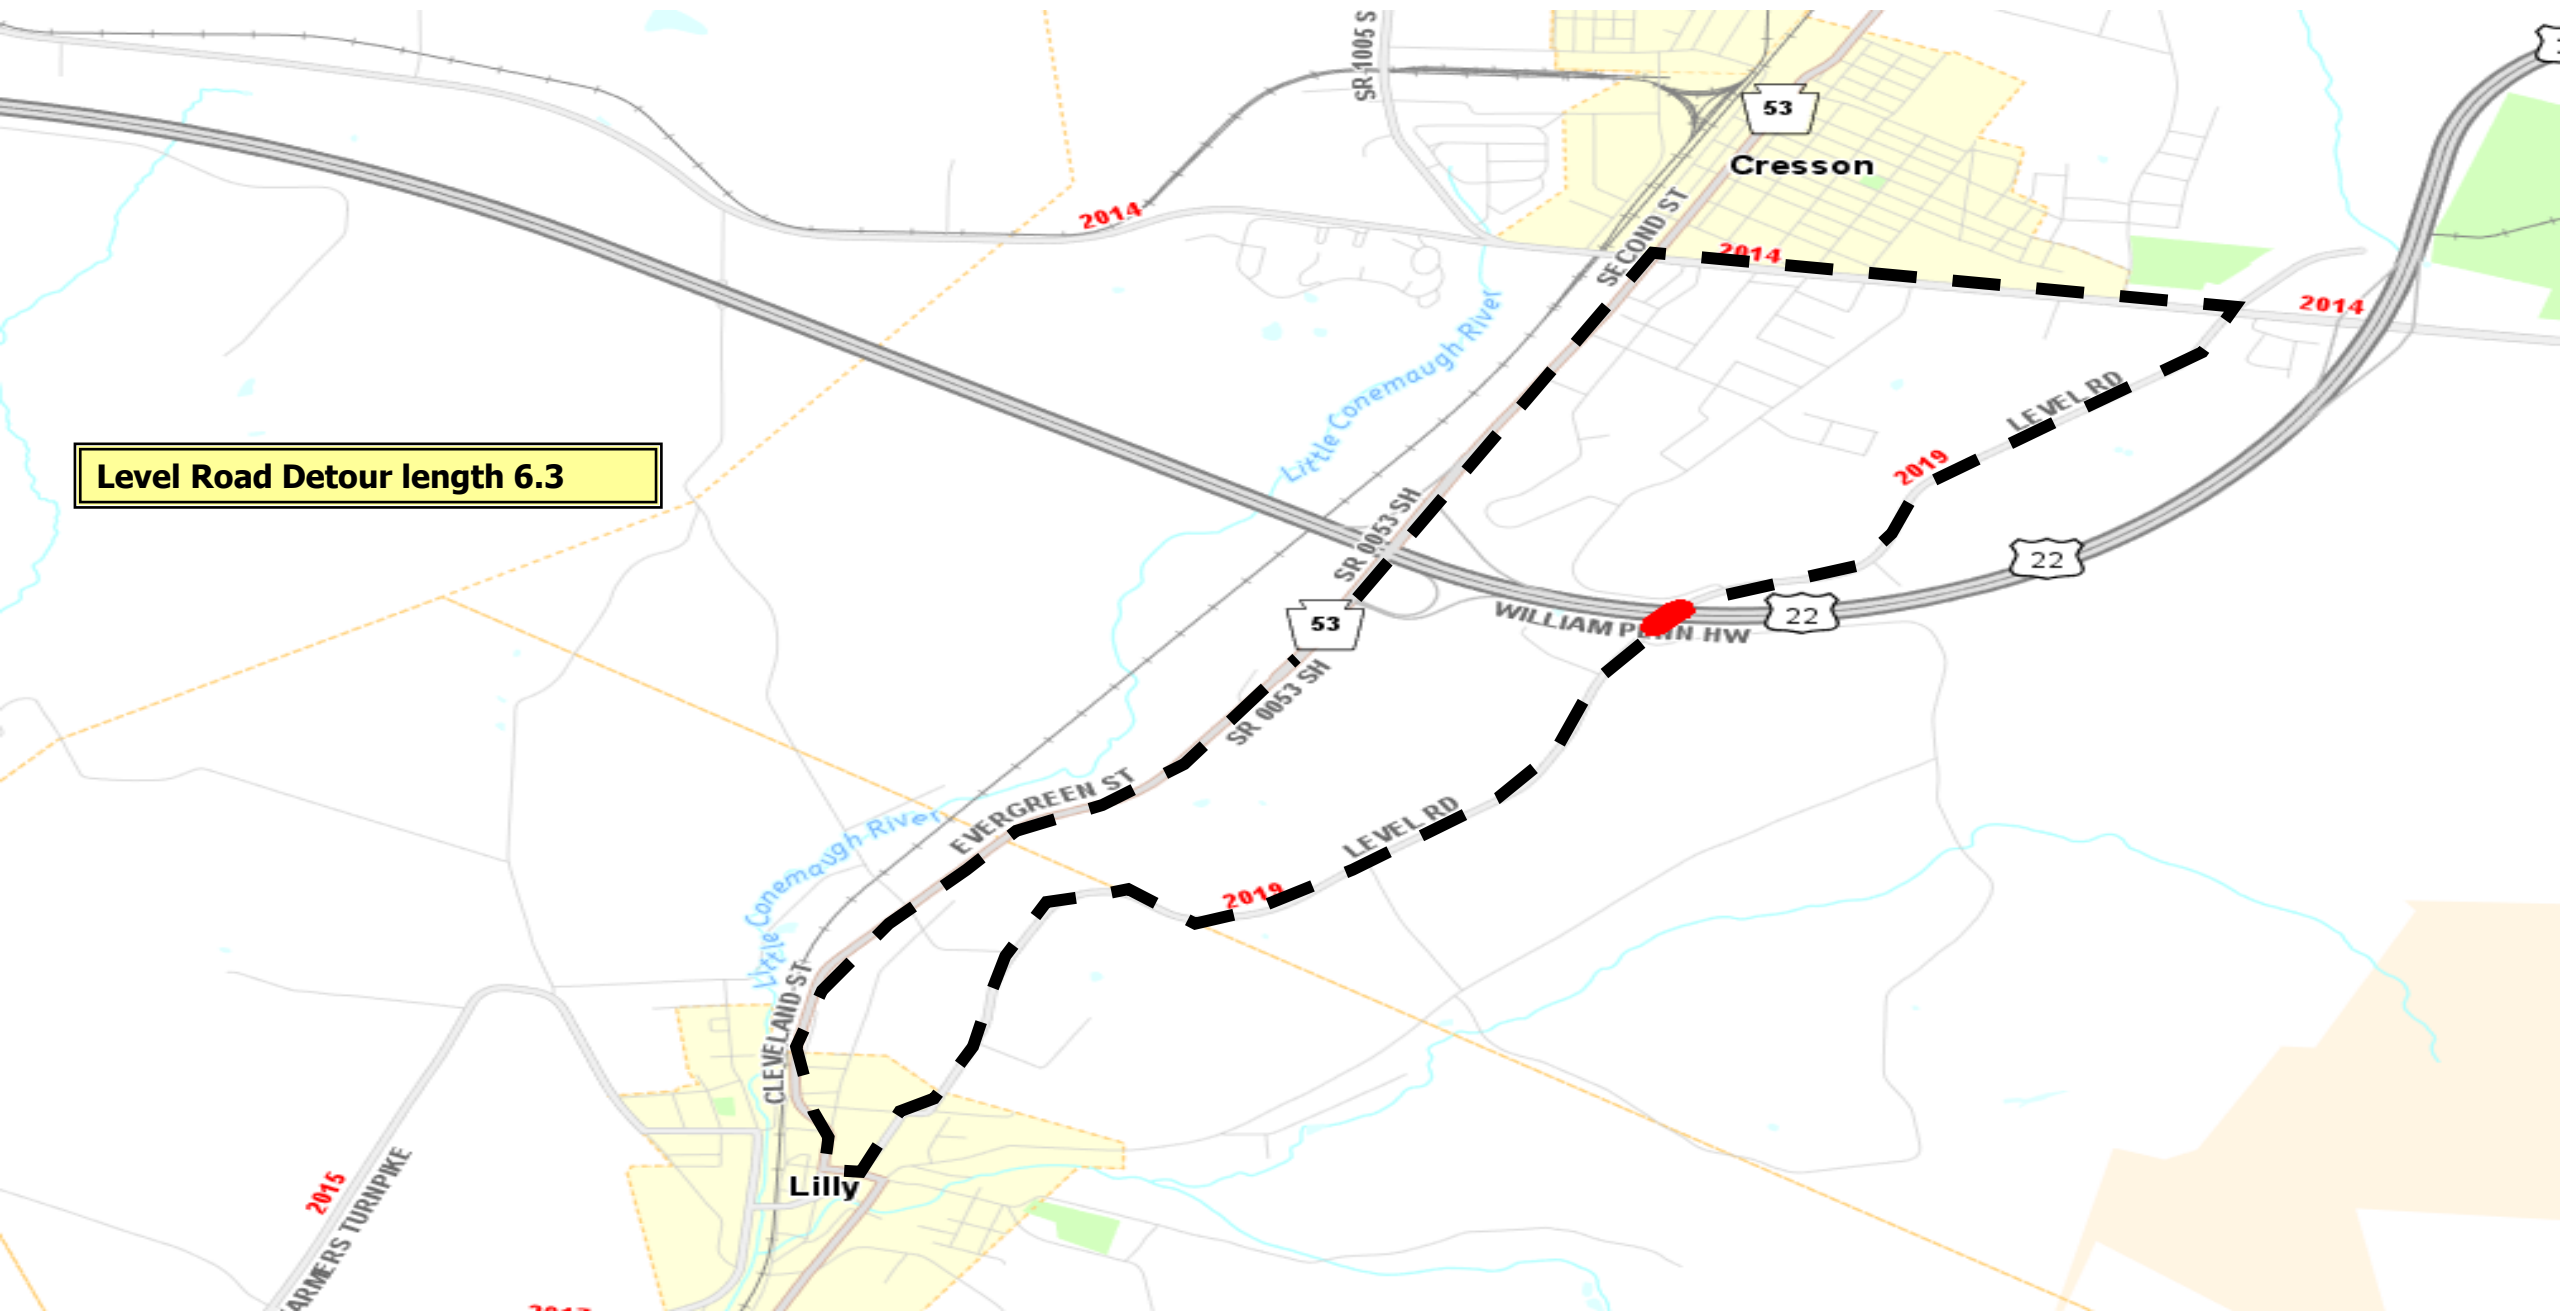 SR 1005 S
53
Cresson
2014
SECOND ST
2014
2014
Little Conemaugh River
LEVEL RD
2019
Level Road Detour length 6.3
SR 0053 SH
22
22
WILLIAM PENN HW
53
SR 0053 SH
EVERGREEN ST
LEVEL RD
2019
Little Conemaugh River
CLEVELAND ST
Lilly
2015
ARMERS TURNPIKE